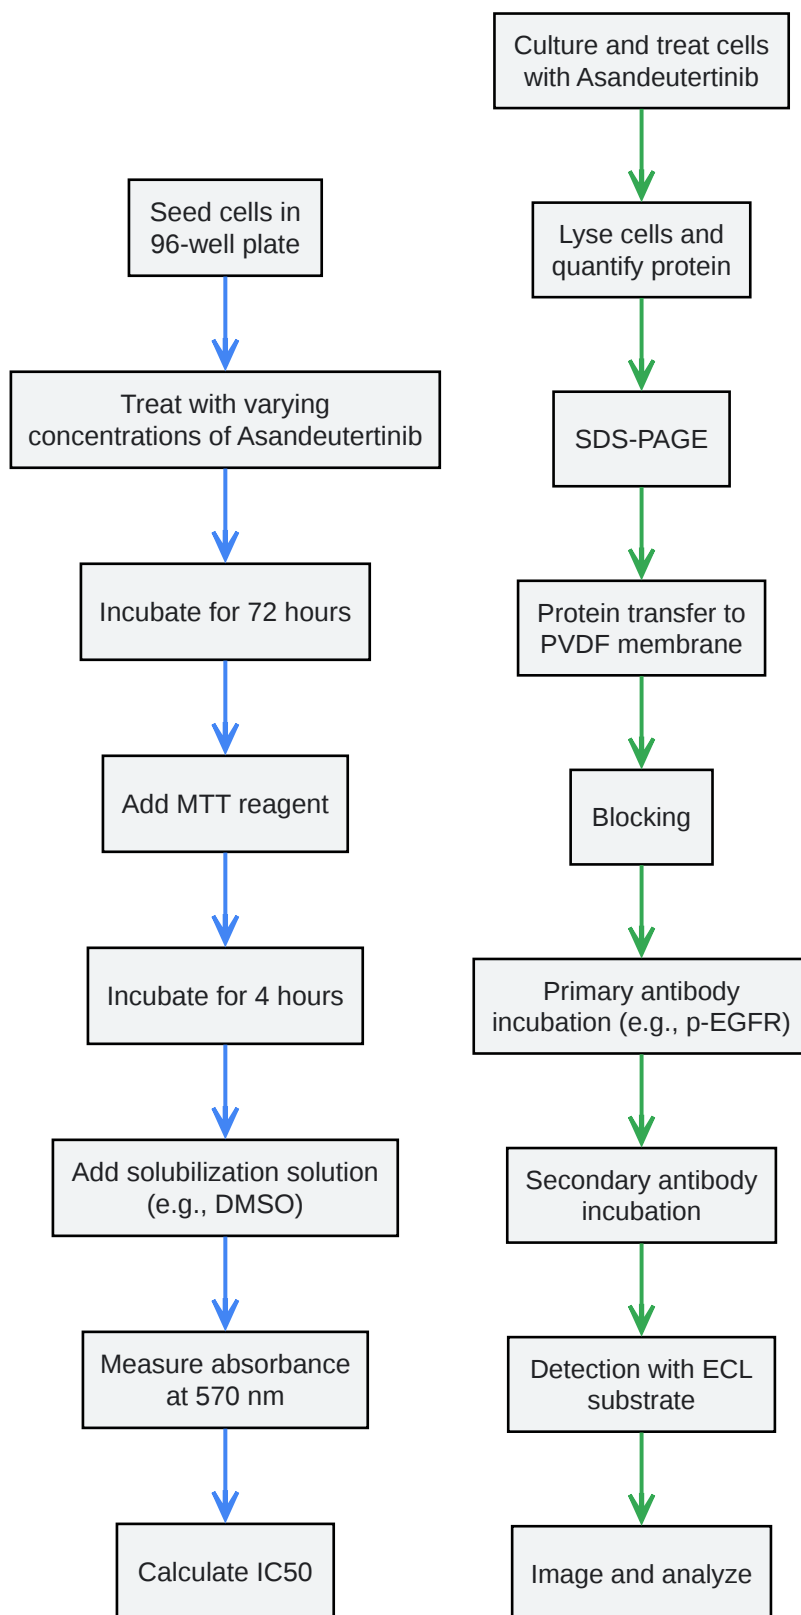 Seed cells in
96-well plate
Treat with varying
concentrations of Asandeutertinib
Incubate for 72 hours
Add MTT reagent
Incubate for 4 hours
Add solubilization solution
(e.g., DMSO)
Measure absorbance
at 570 nm
Calculate IC50
Culture and treat cells
with Asandeutertinib
Lyse cells and
quantify protein
SDS-PAGE
Protein transfer to
PVDF membrane
Blocking
Primary antibody
incubation (e.g., p-EGFR)
Secondary antibody
incubation
Detection with ECL
substrate
Image and analyze